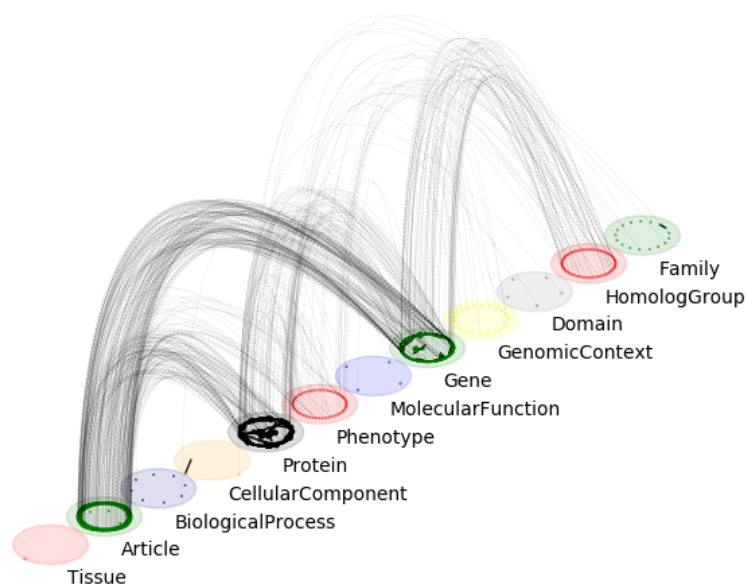 Family
HomologGroup
Domain
GenomicContext
Gene
MolecularFunction
Phenotype
Protein
CellularComponent
BiologicalProcess
Article
Tissue